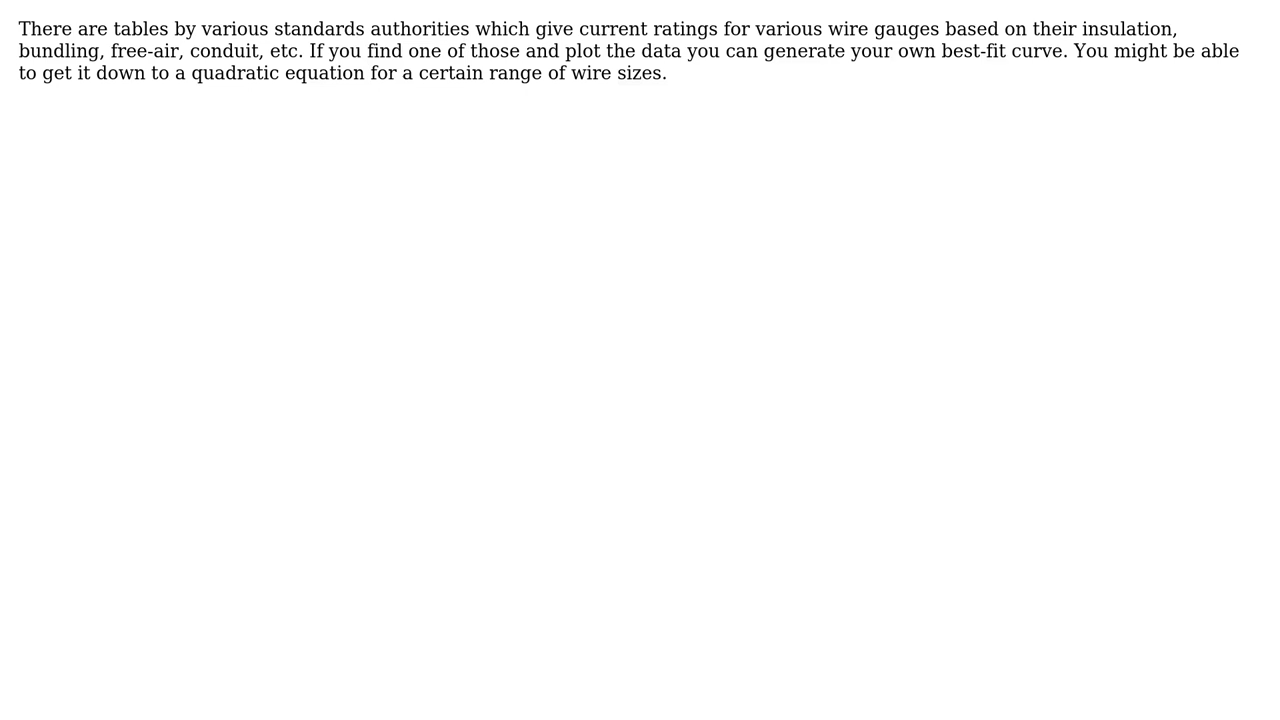 There are tables by various standards authorities which give current ratings for various wire gauges based on their insulation,
bundling, free-air, conduit, etc. If you find one of those and plot the data you can generate your own best-fit curve. You might be able
to get it down to a quadratic equation for a certain range of wire sizes.